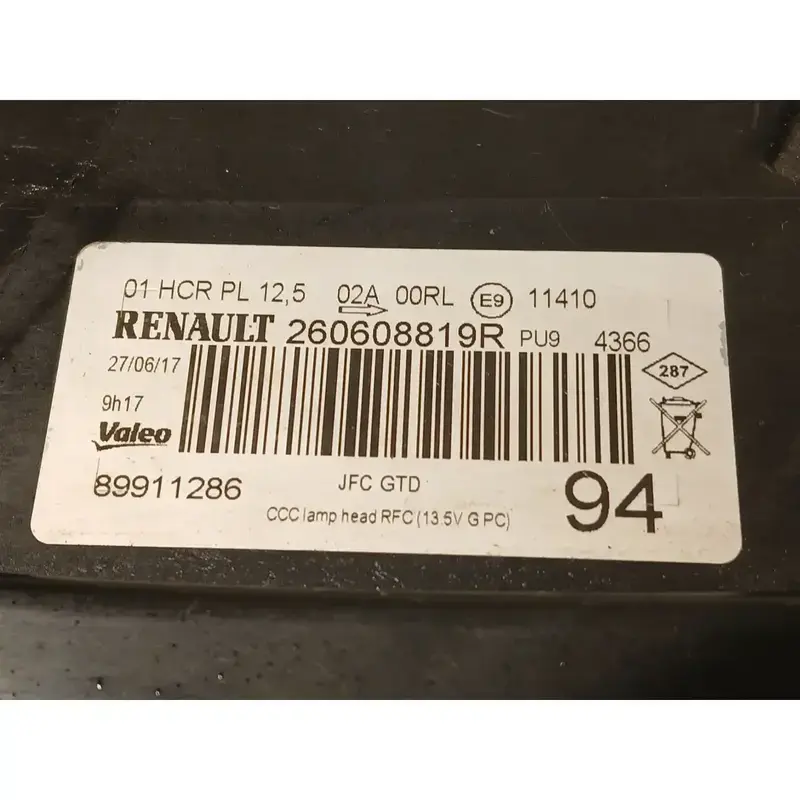 01 HCR PL 12,5 02A 00RL E9 11410
RENAULT 260608819R PU9 4366
27/06/17
287
9h17
Valeo
89911286 JFC GTD 94
CCC lamp head RFC (13.5V G PC)